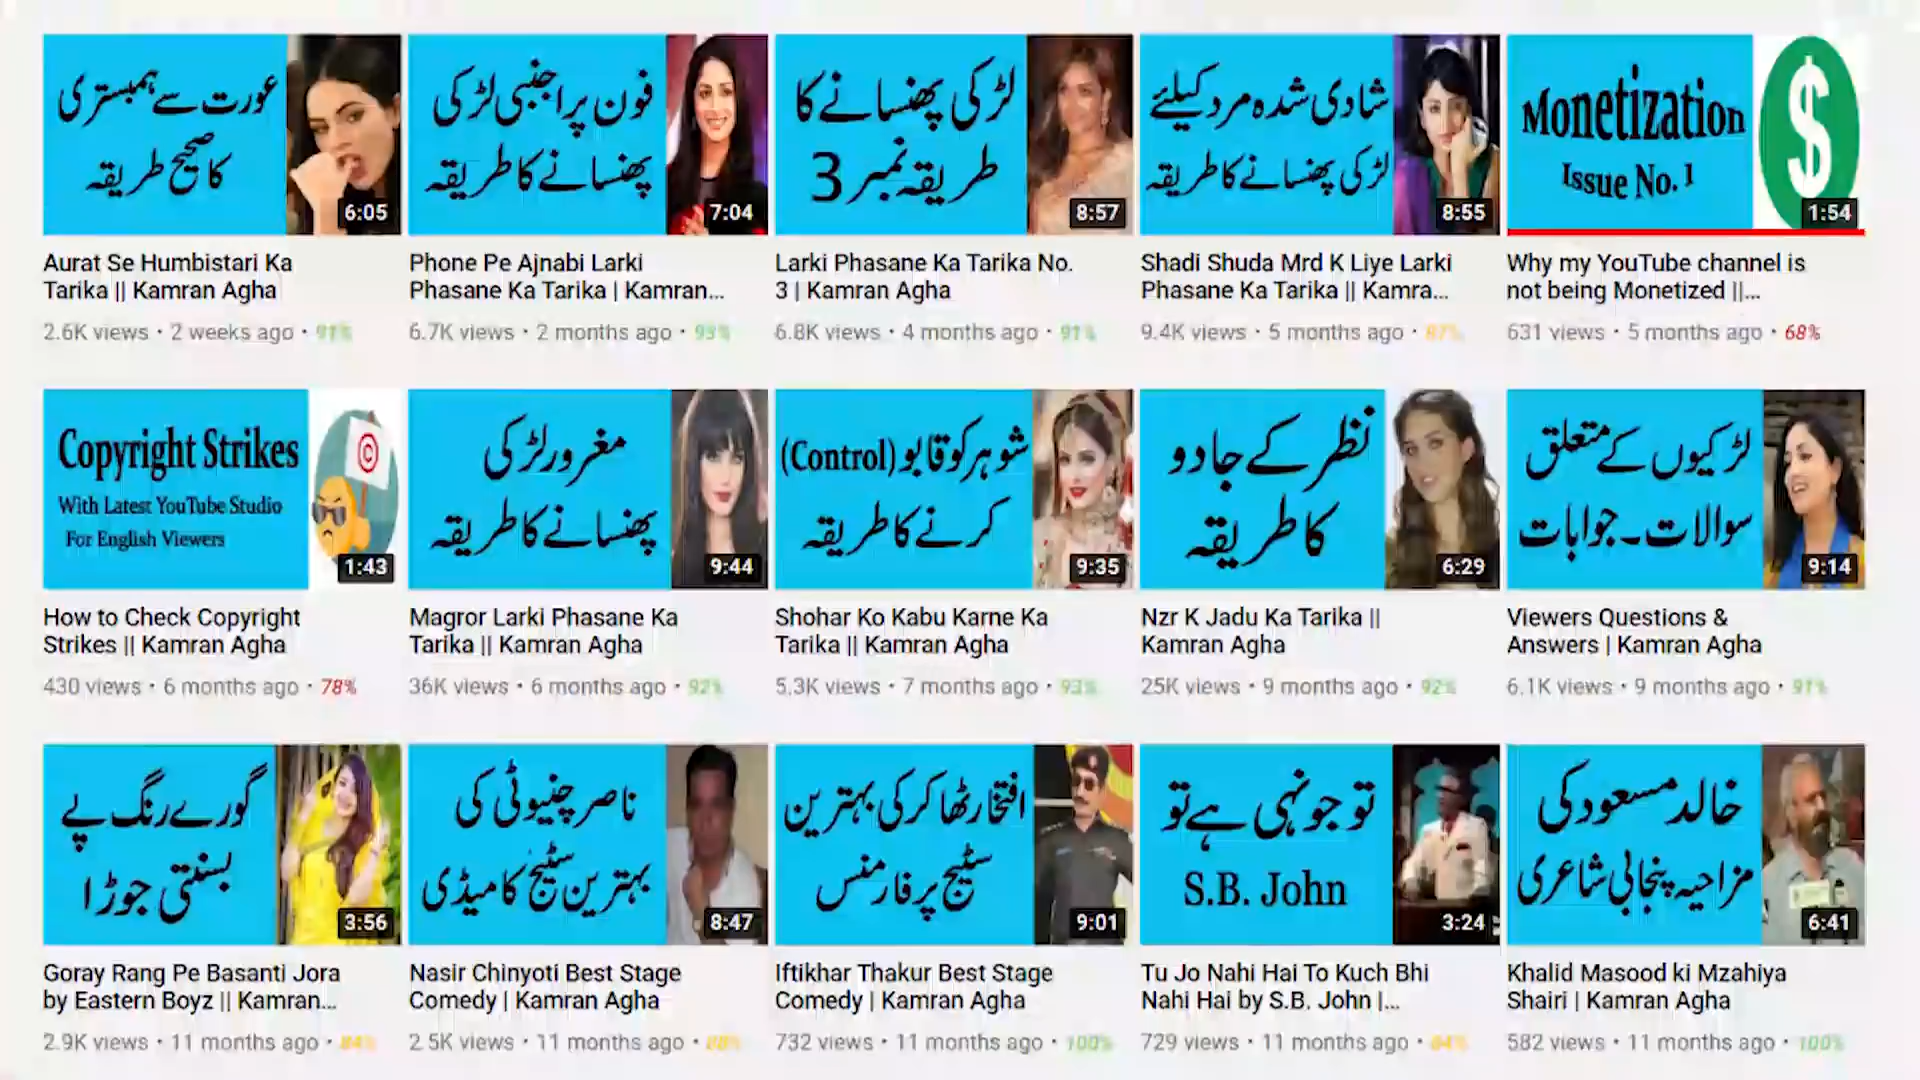 عورت سے ہمبستری
کا صحیح طریقہ
6:05
Aurat Se Humbistari Ka
Tarika || Kamran Agha
2.6K views • 2 weeks ago • 91%
فون پر اجنبی لڑکی
پھنسانے کا طریقہ
7:04
Phone Pe Ajnabi Larki
Phasane Ka Tarika | Kamran...
6.7K views • 2 months ago • 93%
لڑکی پھنسانے کا
طریقہ نمبر 3
8:57
Larki Phasane Ka Tarika No.
3 | Kamran Agha
6.8K views • 4 months ago • 91%
شادی شدہ مرد کیلئے
لڑکی پھنسانے کا طریقہ
8:55
Shadi Shuda Mrd K Liye Larki
Phasane Ka Tarika || Kamra...
9.4K views • 5 months ago • 87%
Monetization
Issue No. 1
$
1:54
Why my YouTube channel is
not being Monetized ||...
631 views • 5 months ago • 68%
Copyright Strikes
With Latest YouTube Studio
For English Viewers
©
1:43
How to Check Copyright
Strikes || Kamran Agha
430 views • 6 months ago • 78%
مغرور لڑکی
پھنسانے کا طریقہ
9:44
Magror Larki Phasane Ka
Tarika || Kamran Agha
36K views • 6 months ago • 92%
شوہر کو قابو (Control)
کرنے کا طریقہ
9:35
Shohar Ko Kabu Karne Ka
Tarika || Kamran Agha
5.3K views • 7 months ago • 93%
نظر کے جادو
کا طریقہ
6:29
Nzr K Jadu Ka Tarika ||
Kamran Agha
25K views • 9 months ago • 92%
لڑکیوں کے متعلق
سوالات ۔ جوابات
9:14
Viewers Questions &
Answers | Kamran Agha
6.1K views • 9 months ago • 91%
گورے رنگ پے
بسنتی جوڑا
3:56
Goray Rang Pe Basanti Jora
by Eastern Boyz || Kamran...
2.9K views • 11 months ago • 84%
ناصر چنیوٹی کی
بہترین سٹیج کامیڈی
8:47
Nasir Chinyoti Best Stage
Comedy | Kamran Agha
2.5K views • 11 months ago
افتخار ٹھاکر کی بہترین
سٹیج پرفارمنس
9:01
Iftikhar Thakur Best Stage
Comedy | Kamran Agha
732 views • 11 months ago • 100%
تو جو نہی ہے تو
S.B. John
3:24
Tu Jo Nahi Hai To Kuch Bhi
Nahi Hai by S.B. John |...
729 views • 11 months ago • 84%
خالد مسعود کی
مزاحیہ پنجابی شاعری
6:41
Khalid Masood ki Mzahiya
Shairi | Kamran Agha
582 views • 11 months ago • 100%